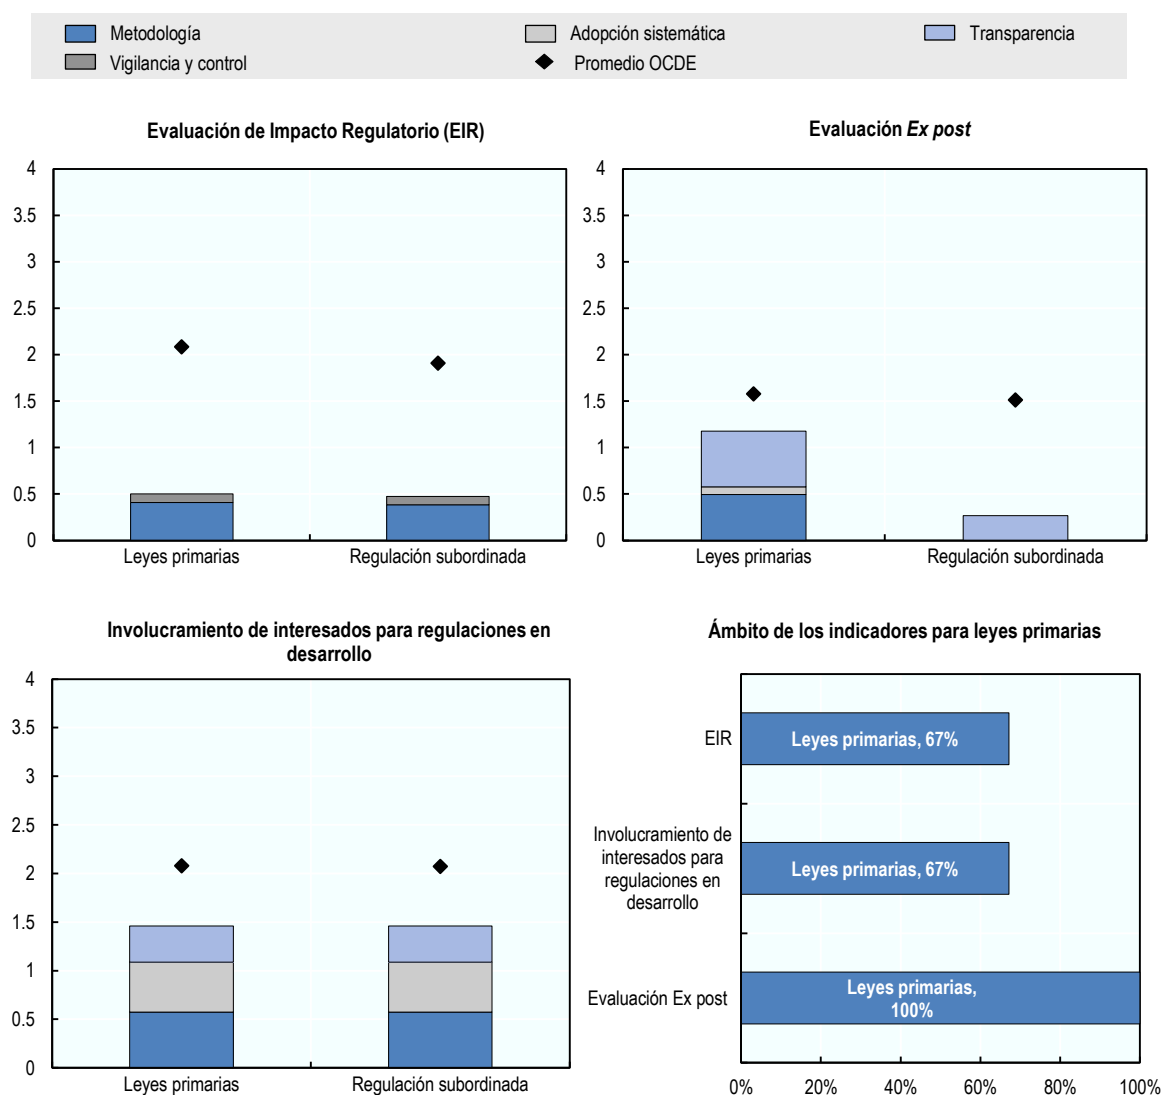 Metodología
Adopción sistemática
Transparencia
Vigilancia y control
Promedio OCDE
Evaluación de Impacto Regulatorio (EIR)
4
3.5
3
2.5
2
1.5
1
0.5
0
Leyes primarias
Regulación subordinada
Evaluación Ex post
4
3.5
3
2.5
2
1.5
1
0.5
0
Leyes primarias
Regulación subordinada
Involucramiento de interesados para regulaciones en
desarrollo
4
3.5
3
2.5
2
1.5
1
0.5
0
Leyes primarias
Regulación subordinada
Ámbito de los indicadores para leyes primarias
EIR
Leyes primarias, 67%
Involucramiento de
interesados para
regulaciones en
desarrollo
Leyes primarias, 67%
Evaluación Ex post
Leyes primarias,
100%
0%
20%
40%
60%
80%
100%